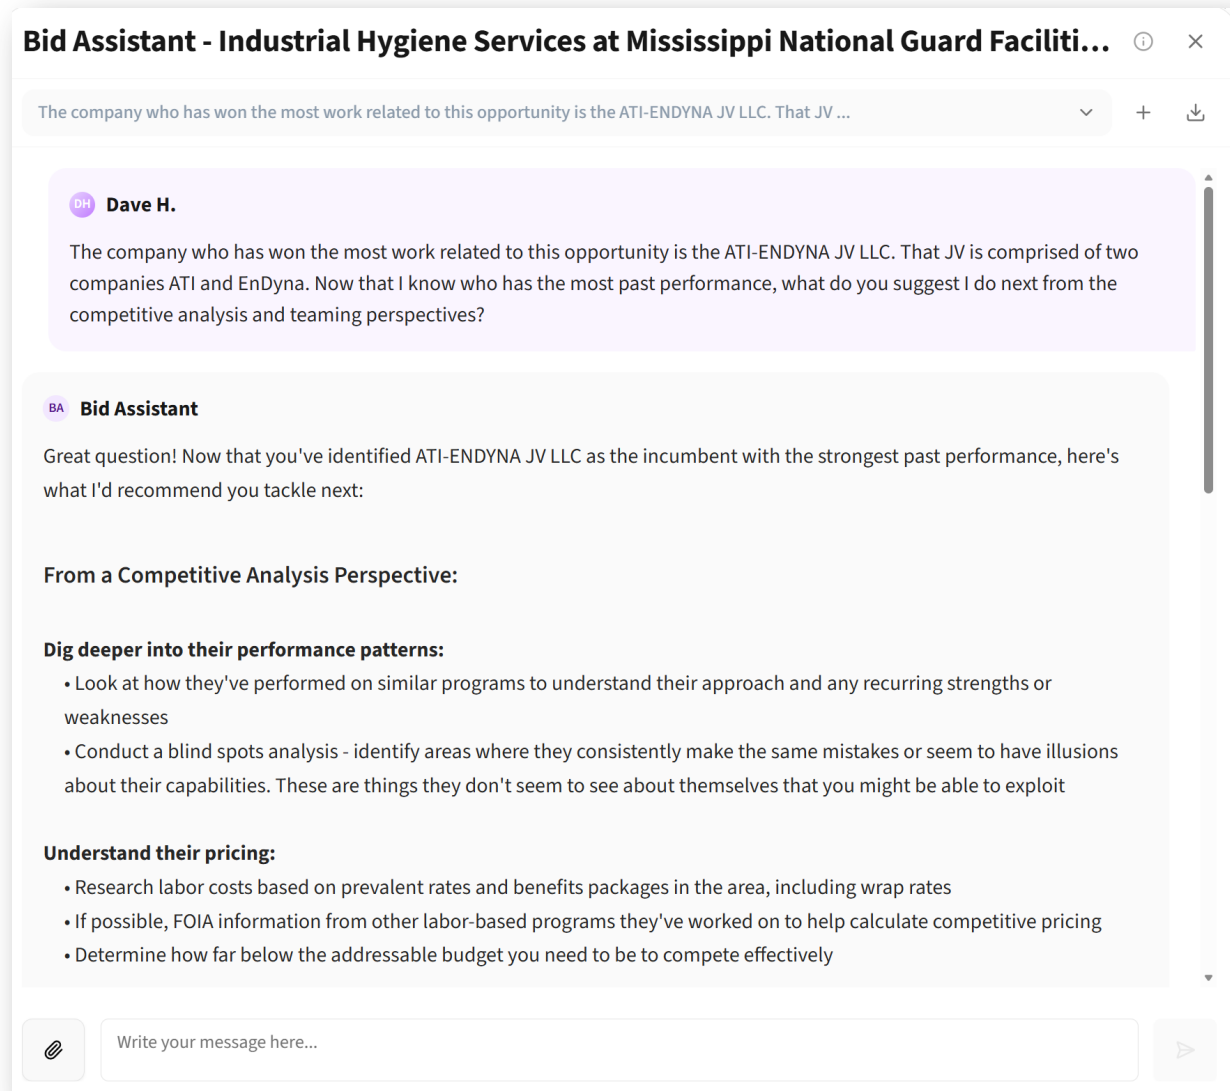 Bid Assistant - Industrial Hygiene Services at Mississippi National Guard Faciliti...
The company who has won the most work related to this opportunity is the ATI-ENDYNA JV LLC. That JV ...
DH Dave H.
The company who has won the most work related to this opportunity is the ATI-ENDYNA JV LLC. That JV is comprised of two
companies ATI and EnDyna. Now that I know who has the most past performance, what do you suggest I do next from the
competitive analysis and teaming perspectives?
BA Bid Assistant
Great question! Now that you've identified ATI-ENDYNA JV LLC as the incumbent with the strongest past performance, here's
what I'd recommend you tackle next:
From a Competitive Analysis Perspective:
Dig deeper into their performance patterns:
• Look at how they've performed on similar programs to understand their approach and any recurring strengths or
weaknesses
• Conduct a blind spots analysis - identify areas where they consistently make the same mistakes or seem to have illusions
about their capabilities. These are things they don't seem to see about themselves that you might be able to exploit
Understand their pricing:
• Research labor costs based on prevalent rates and benefits packages in the area, including wrap rates
• If possible, FOIA information from other labor-based programs they've worked on to help calculate competitive pricing
• Determine how far below the addressable budget you need to be to compete effectively
Write your message here...